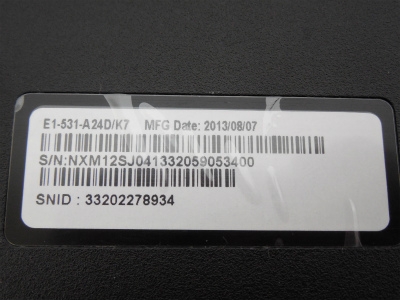 E1-531-A24D/K7 MFG Date: 2013/08/07
S/N:NXM12SJ041332059053400
SNID : 33202278934